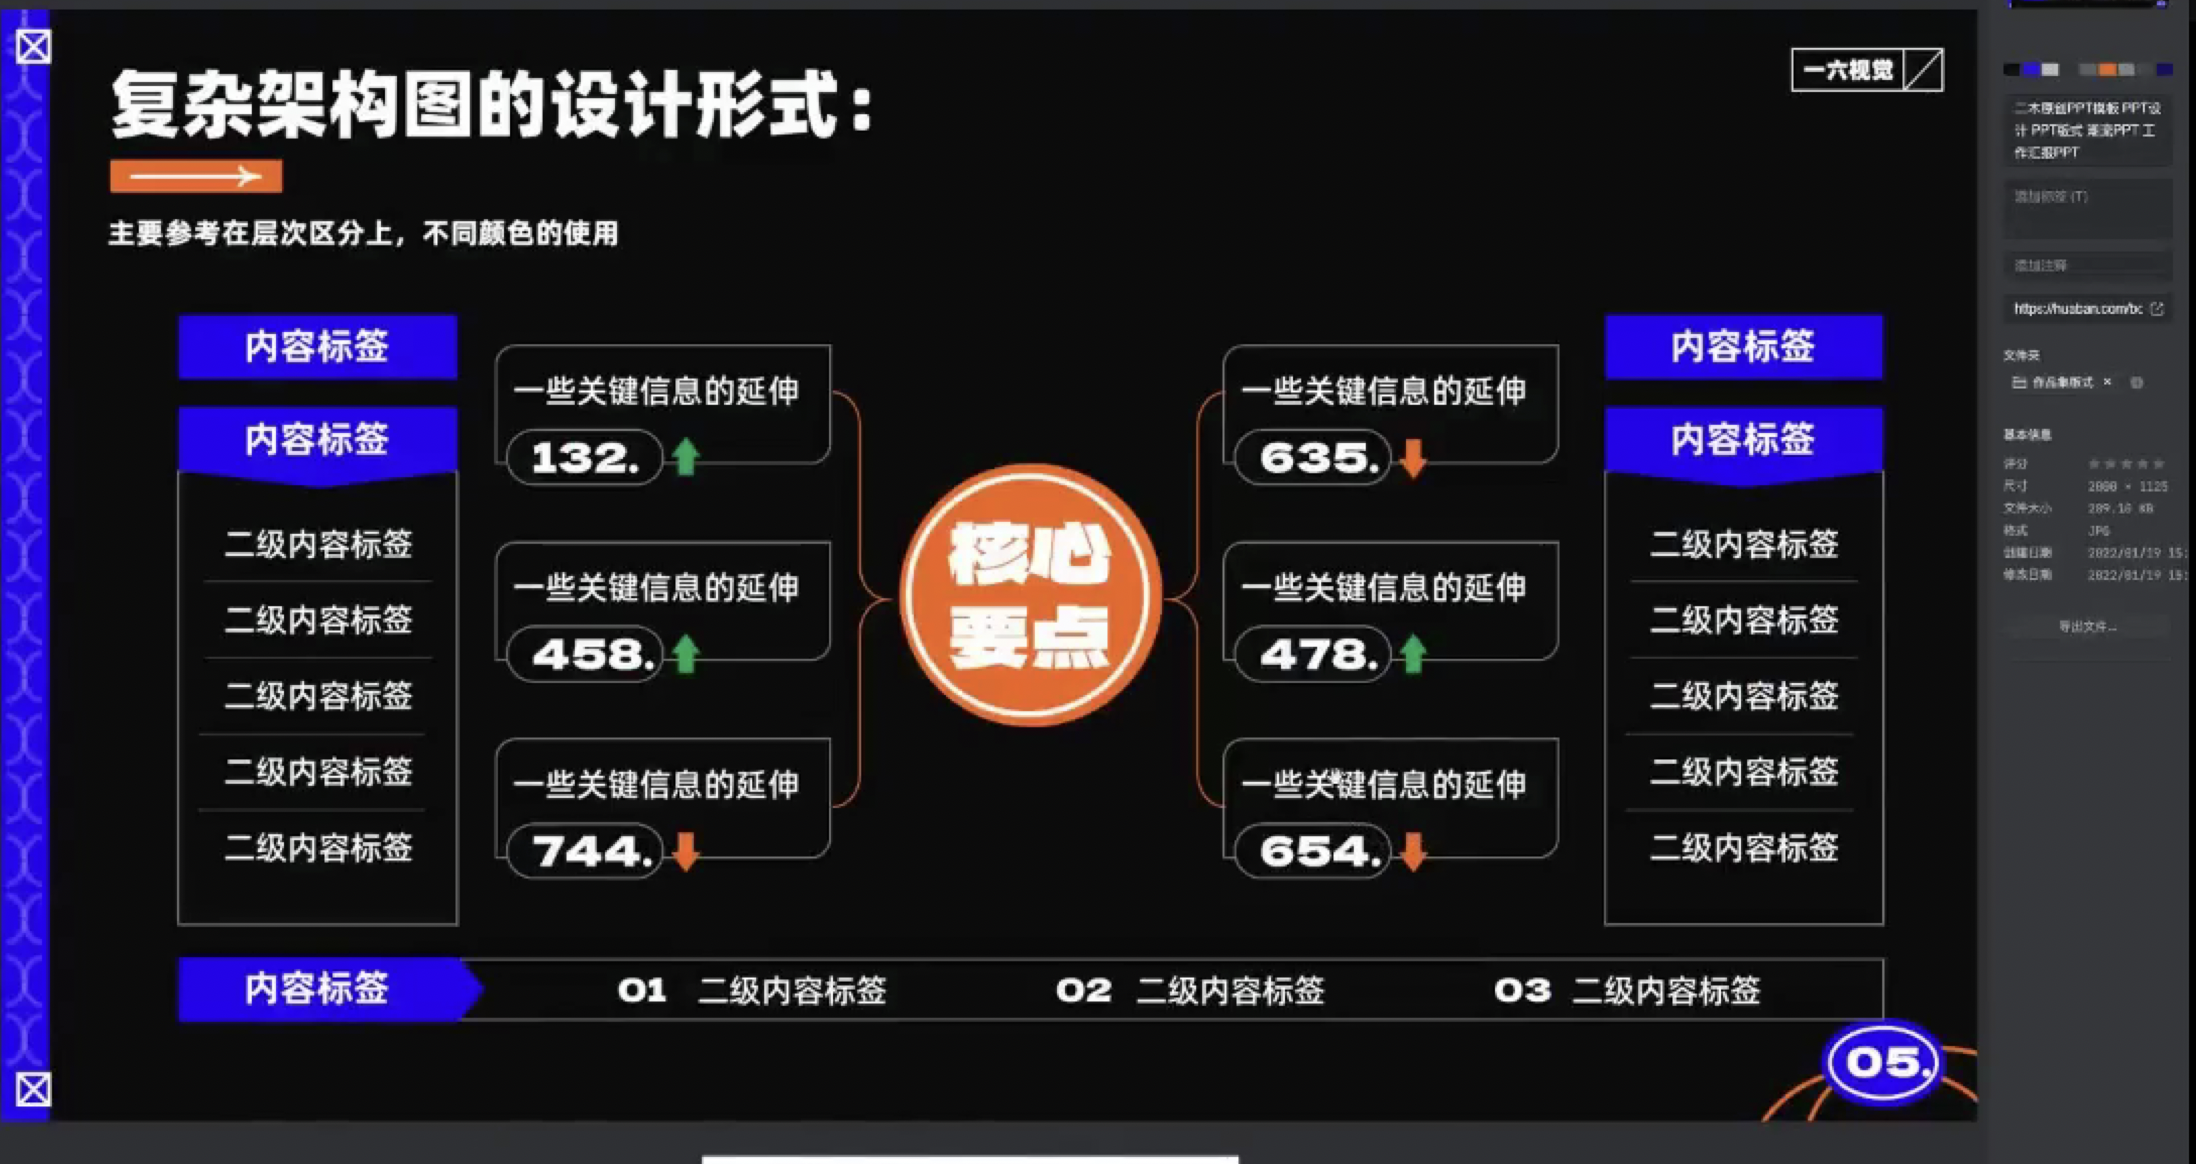 复杂架构图的设计形式：
一六视觉
主要参考在层次区分上，不同颜色的使用
内容标签
内容标签
二级内容标签
二级内容标签
二级内容标签
二级内容标签
二级内容标签
一些关键信息的延伸
132.
一些关键信息的延伸
458.
一些关键信息的延伸
744.
核心
要点
一些关键信息的延伸
635.
一些关键信息的延伸
478.
一些关键信息的延伸
654.
内容标签
内容标签
二级内容标签
二级内容标签
二级内容标签
二级内容标签
二级内容标签
内容标签
01 二级内容标签
02 二级内容标签
03 二级内容标签
05.
二木原创PPT模板 PPT设
计 PPT版式 潮流PPT 工
作汇报PPT
添加标签 (T)
添加注释
https://huaban.com/bc
文件夹
作品集版式 ×
基本信息
评分 ★★★★★
尺寸 2000 × 1125
文件大小 289.18 KB
格式 JPG
创建日期 2022/01/19 15:
修改日期 2022/01/19 15:
导出文件...